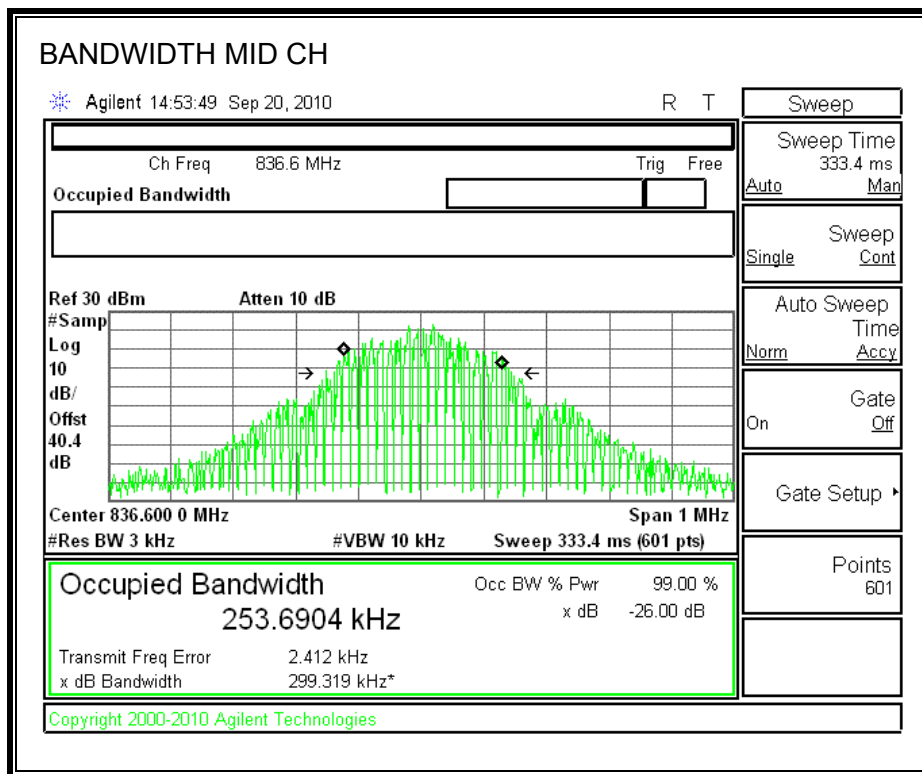 BANDWIDTH MID CH
Agilent 14:53:49 Sep 20, 2010 R T
Ch Freq 836.6 MHz Trig Free
Occupied Bandwidth
Ref 30 dBm Atten 10 dB
#Samp
Log
10
dB/
Offst
40.4
dB
Center 836.600 0 MHz Span 1 MHz
#Res BW 3 kHz #VBW 10 kHz Sweep 333.4 ms (601 pts)
Occupied Bandwidth Occ BW % Pwr 99.00 %
253.6904 kHz x dB -26.00 dB
Transmit Freq Error 2.412 kHz
x dB Bandwidth 299.319 kHz*
Copyright 2000-2010 Agilent Technologies
Sweep
Sweep Time
333.4 ms
Auto Man
Sweep
Single Cont
Auto Sweep
Time
Norm Accy
Gate
On Off
Gate Setup
Points
601